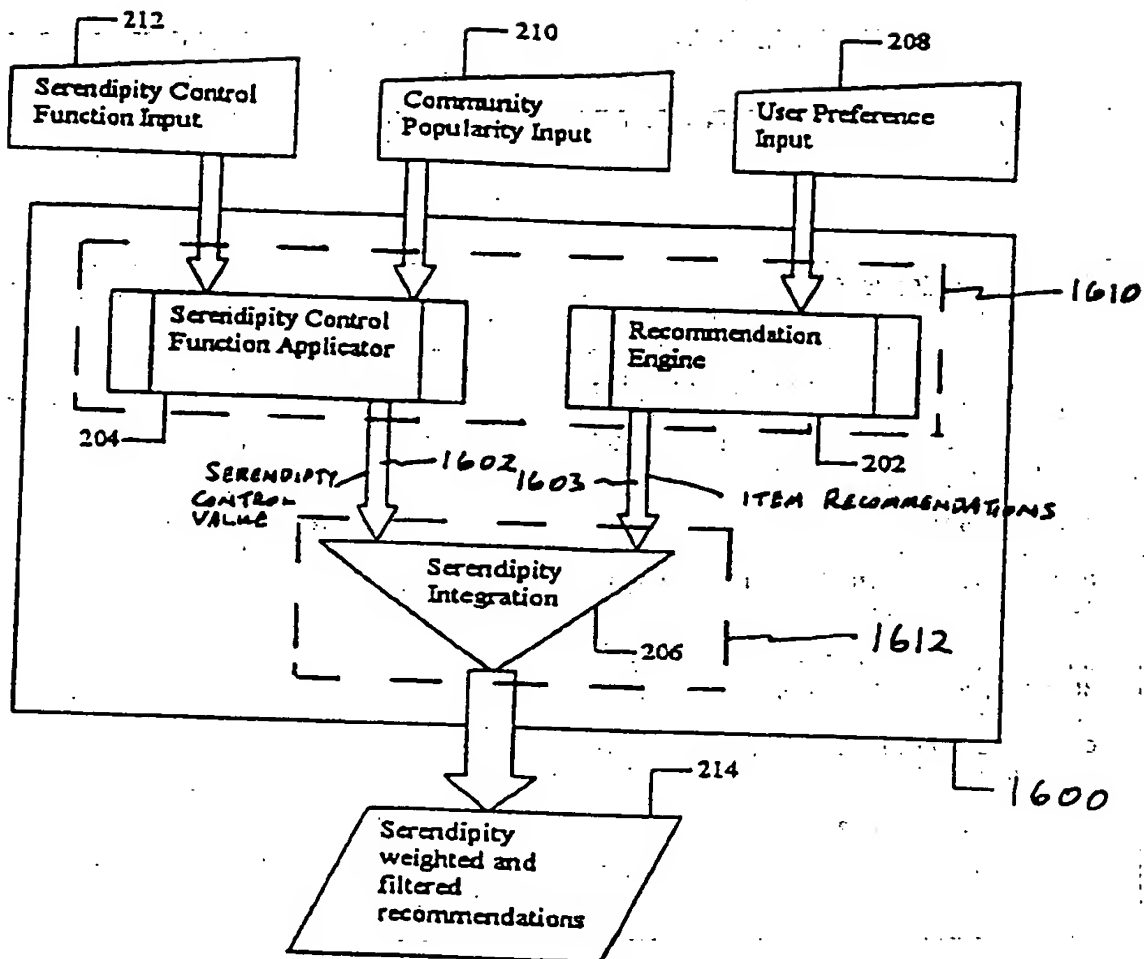 212
210
208
Serendipity Control
Function Input
Community
Popularity Input
User Preference
Input
1610
Serendipity Control
Function Applicator
Recommendation
Engine
204
202
SERENDIPTY
CONTROL
VALUE
1602
1603
ITEM RECOMMENDATIONS
Serendipity
Integration
206
1612
214
1600
Serendipity
weighted and
filtered
recommendations